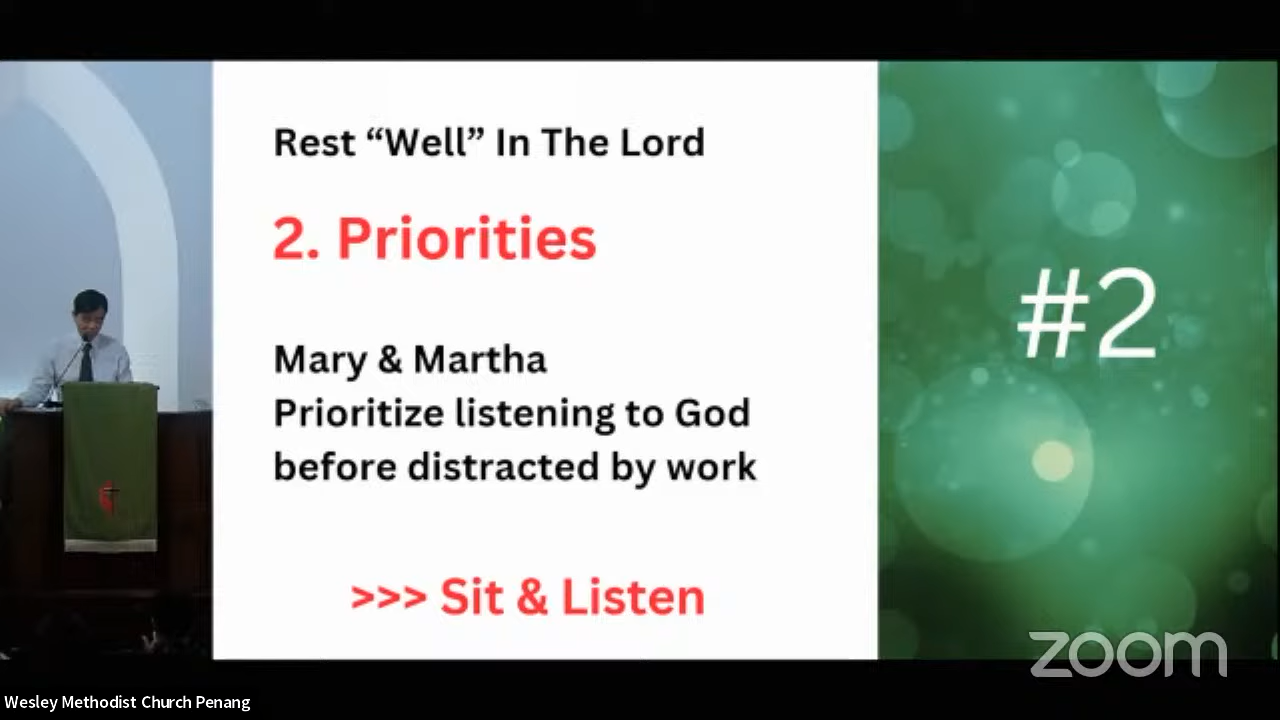 Rest “Well” In The Lord
2. Priorities
Mary & Martha
Prioritize listening to God
before distracted by work
>>> Sit & Listen
#2
zoom
Wesley Methodist Church Penang